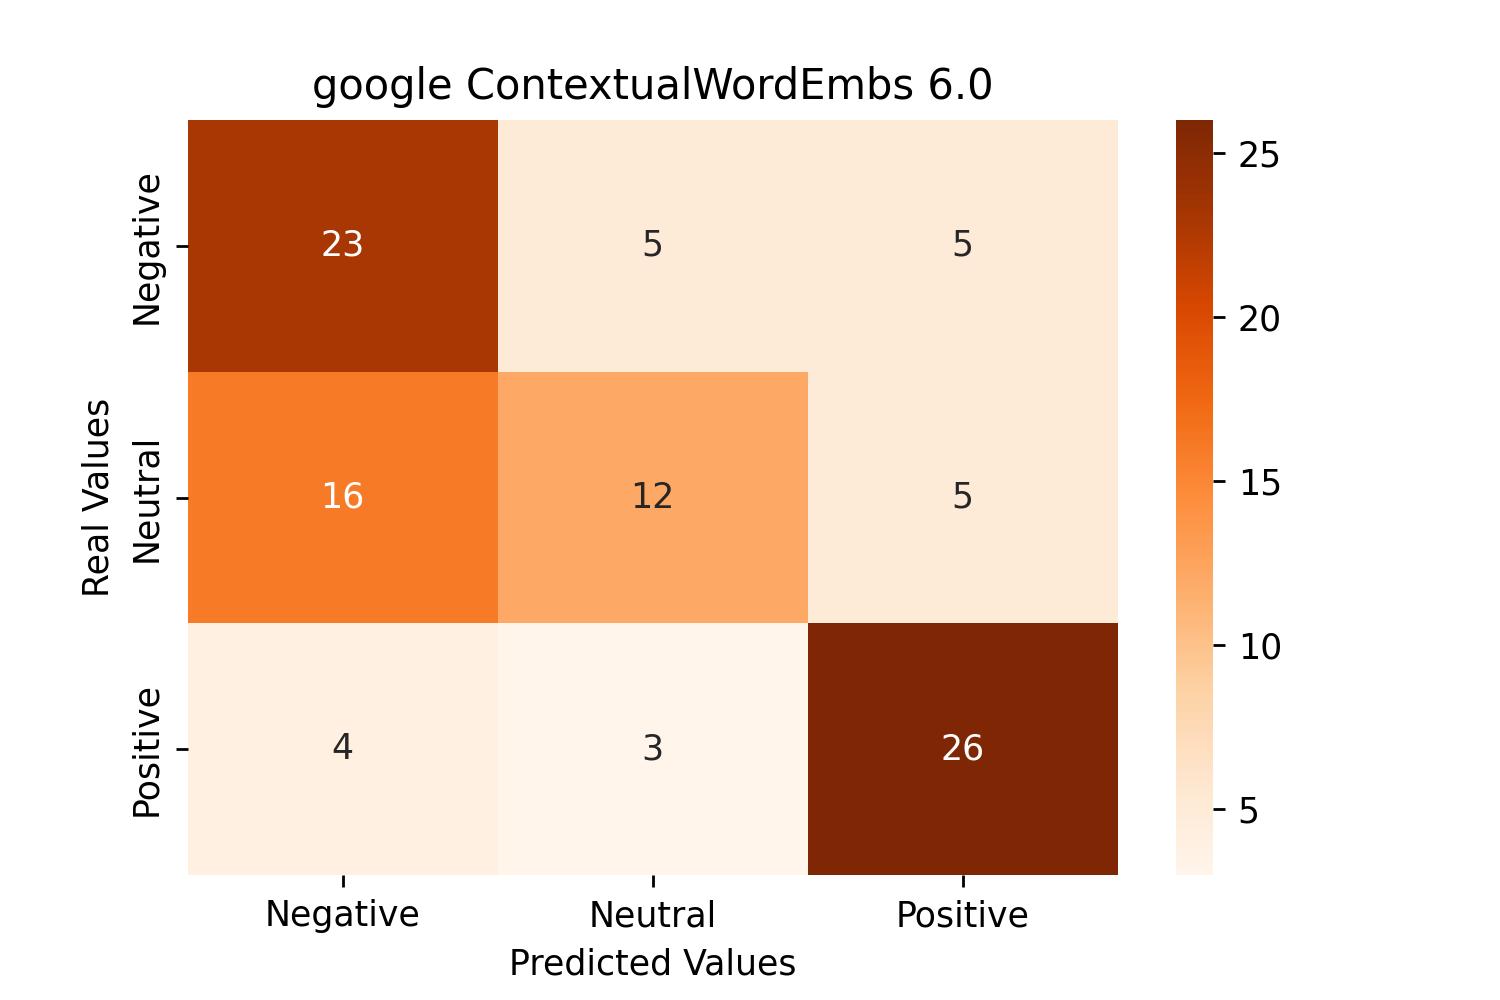 google ContextualWordEmbs 6.0
Real Values
Negative
23
5
5
Neutral
16
12
5
Positive
4
3
26
Negative
Neutral
Positive
Predicted Values
25
20
15
10
5